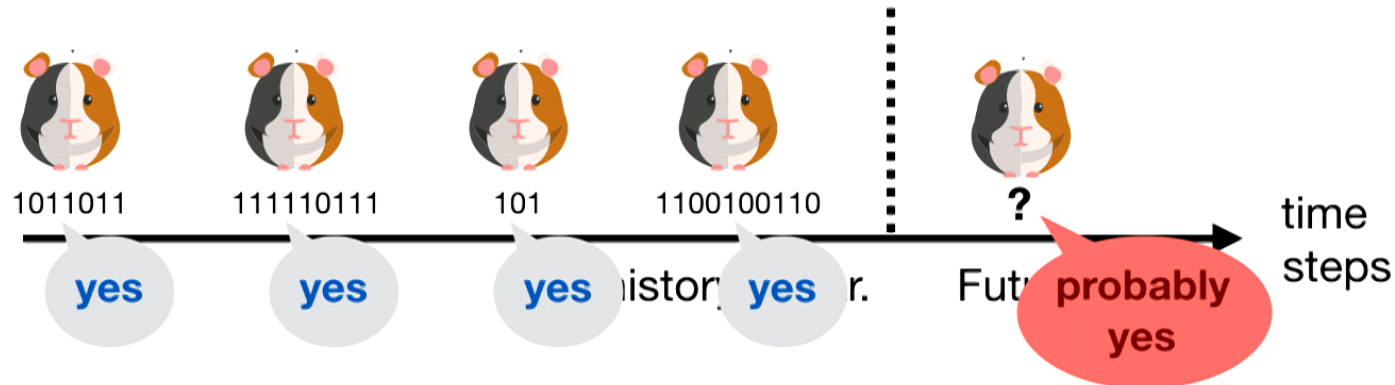 1011011
111110111
101
1100100110
?
time
steps
yes
yes
yes
yes
probably
yes